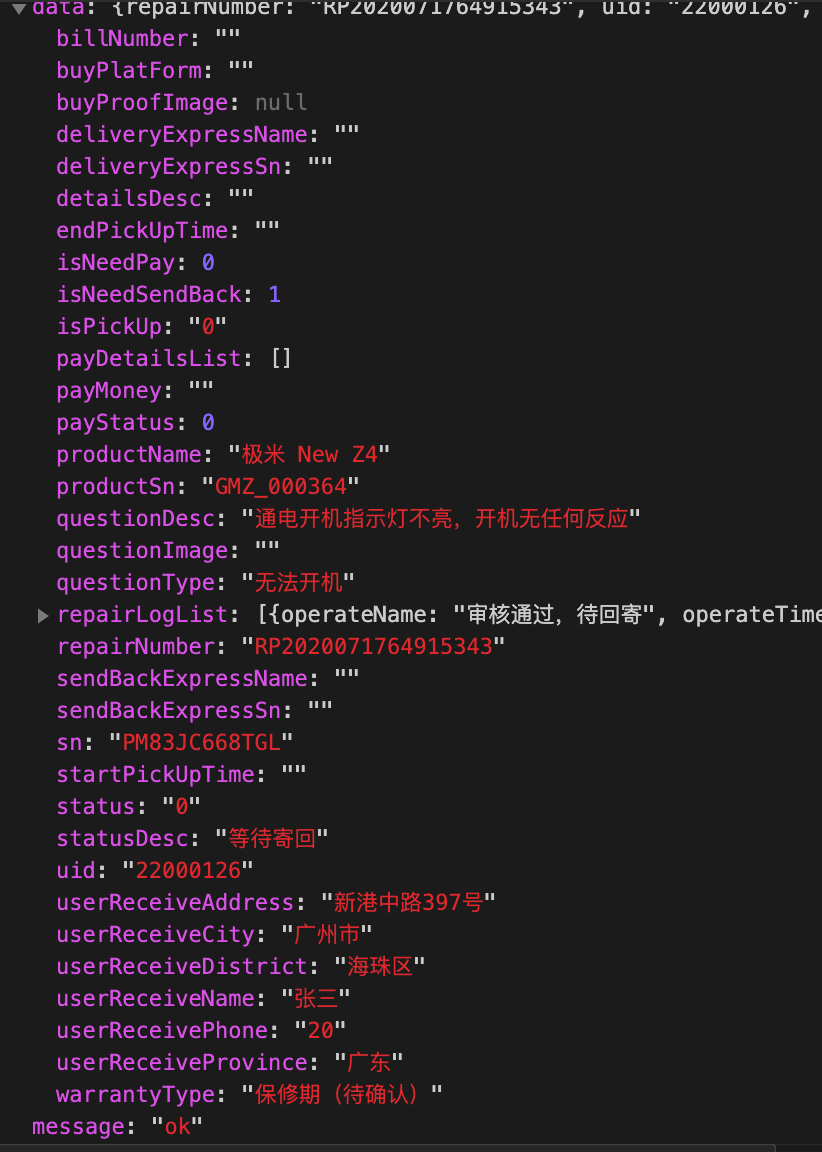 data: {repairNumber: "RP2020071764915343", uid: "22000126",
billNumber: ""
buyPlatForm: ""
buyProofImage: null
deliveryExpressName: ""
deliveryExpressSn: ""
detailsDesc: ""
endPickUpTime: ""
isNeedPay: 0
isNeedSendBack: 1
isPickUp: "0"
payDetailsList: []
payMoney: ""
payStatus: 0
productName: "极米 New Z4"
productSn: "GMZ_000364"
questionDesc: "通电开机指示灯不亮，开机无任何反应"
questionImage: ""
questionType: "无法开机"
repairLogList: [{operateName: "审核通过，待回寄", operateTime
repairNumber: "RP2020071764915343"
sendBackExpressName: ""
sendBackExpressSn: ""
sn: "PM83JC668TGL"
startPickUpTime: ""
status: "0"
statusDesc: "等待寄回"
uid: "22000126"
userReceiveAddress: "新港中路397号"
userReceiveCity: "广州市"
userReceiveDistrict: "海珠区"
userReceiveName: "张三"
userReceivePhone: "20"
userReceiveProvince: "广东"
warrantyType: "保修期（待确认）"
message: "ok"